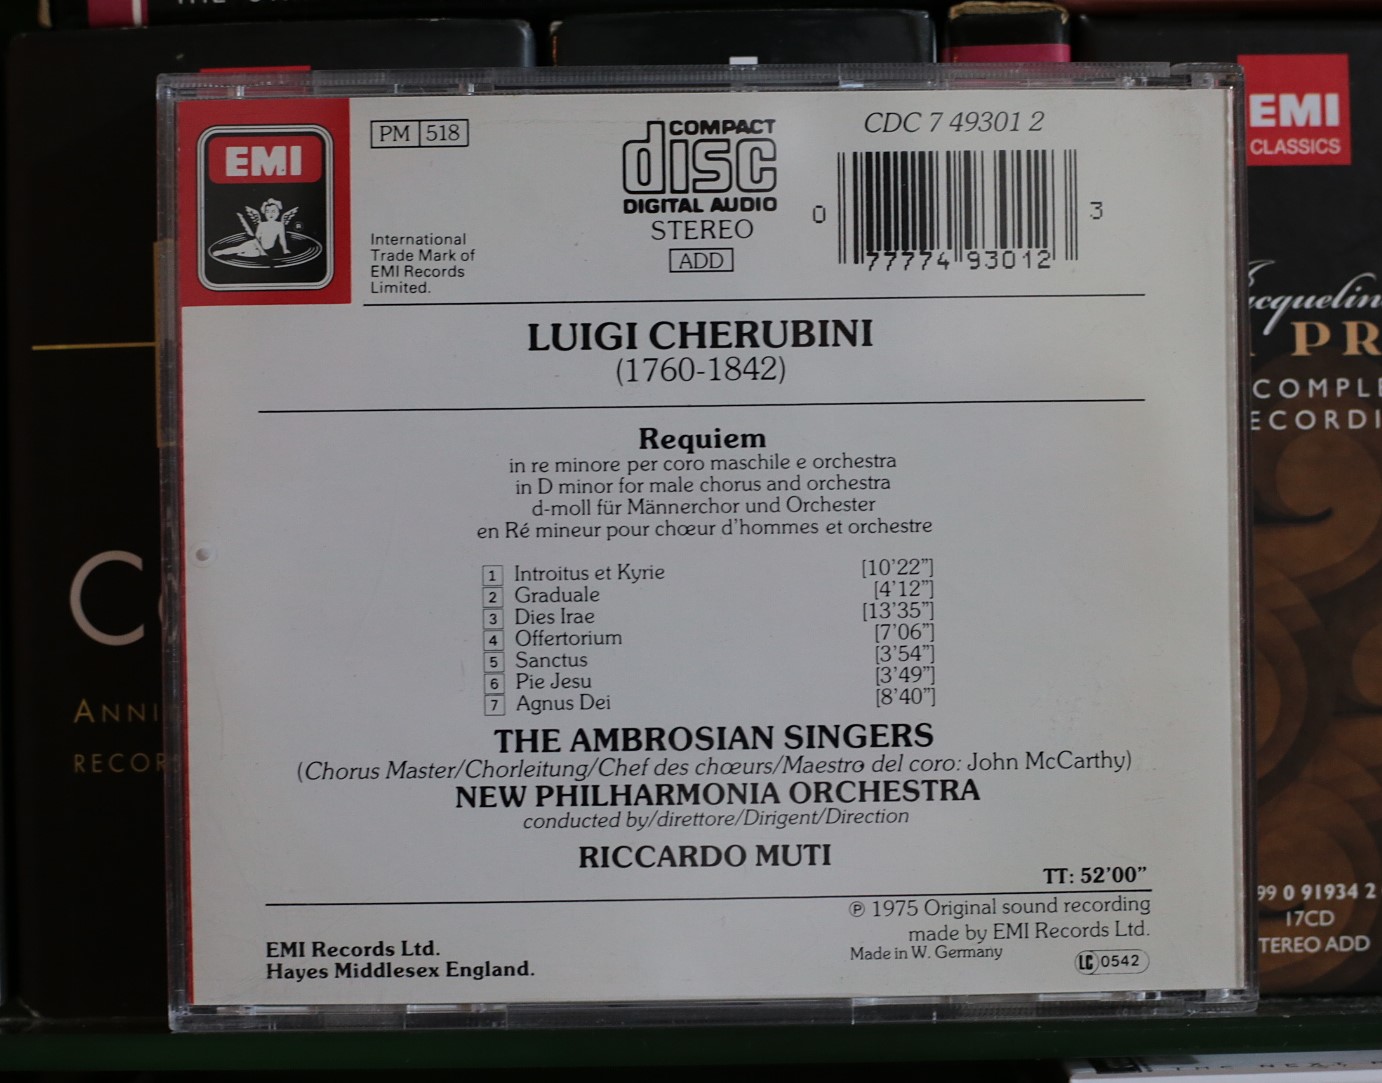 EMI
PM 518
International
Trade Mark of
EMI Records
Limited.
COMPACT
disc
DIGITAL AUDIO
STEREO
ADD
CDC 7 49301 2
0 77774 93012 3
LUIGI CHERUBINI
(1760-1842)
Requiem
in re minore per coro maschile e orchestra
in D minor for male chorus and orchestra
d-moll für Männerchor und Orchester
en Ré mineur pour chœur d'hommes et orchestre
1 Introitus et Kyrie [10'22"]
2 Graduale [4'12"]
3 Dies Irae [13'35"]
4 Offertorium [7'06"]
5 Sanctus [3'54"]
6 Pie Jesu [3'49"]
7 Agnus Dei [8'40"]
THE AMBROSIAN SINGERS
(Chorus Master/Chorleitung/Chef des chœurs/Maestro del coro: John McCarthy)
NEW PHILHARMONIA ORCHESTRA
conducted by/direttore/Dirigent/Direction
RICCARDO MUTI
TT: 52'00"
℗ 1975 Original sound recording
made by EMI Records Ltd.
Made in W. Germany
LC 0542
EMI Records Ltd.
Hayes Middlesex England.
EMI
CLASSICS
PR
COMPLE
ECORDI
99 0 91934 2
17CD
TEREO ADD
ANNI
RECOR